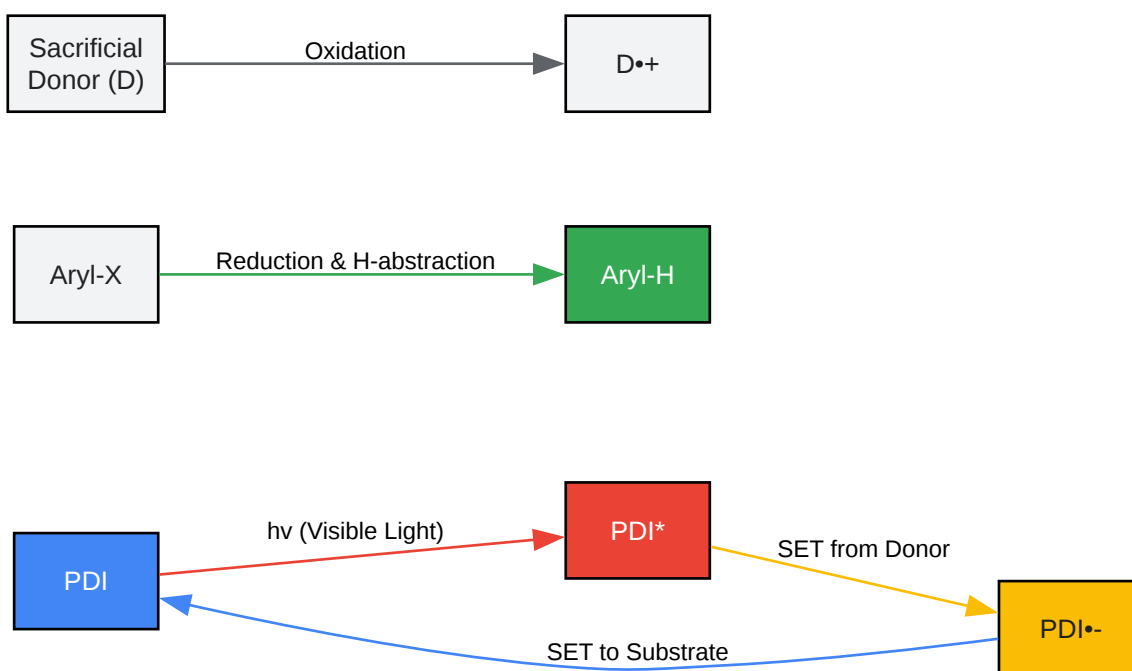 Sacrificial
Donor (D)
Oxidation
D•+
Aryl-X
Reduction & H-abstraction
Aryl-H
PDI
hv (Visible Light)
PDI*
SET from Donor
PDI•-
SET to Substrate